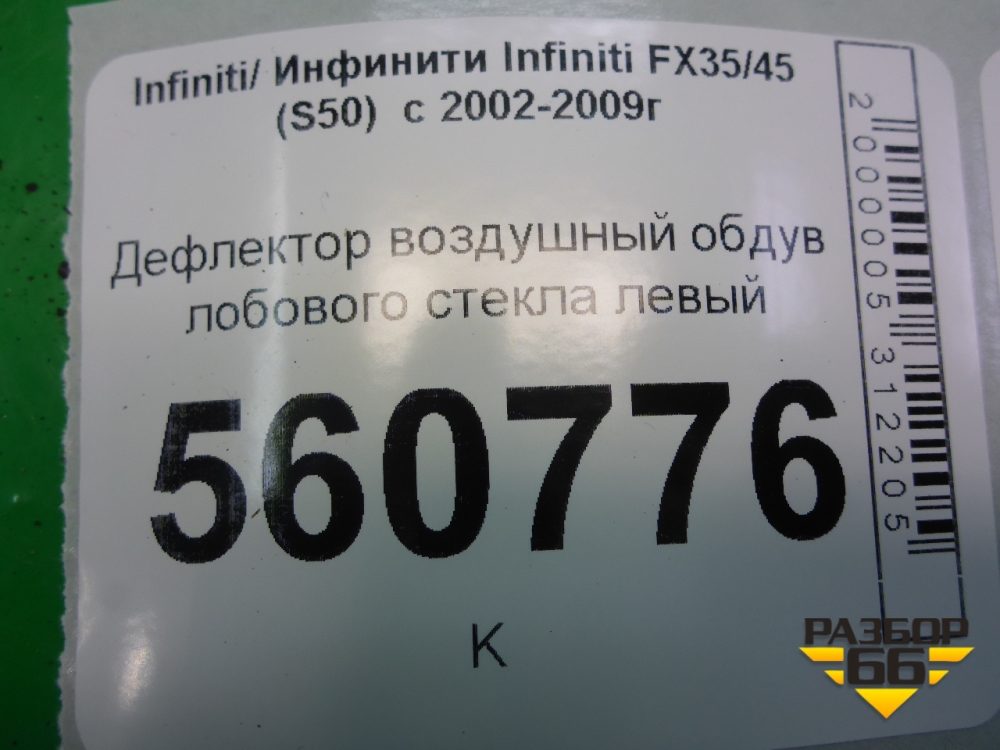 Infiniti/ Инфинити Infiniti FX35/45
(S50) с 2002-2009г
Дефлектор воздушный обдув
лобового стекла левый
560776
К
2000005312205
РАЗБОР
66